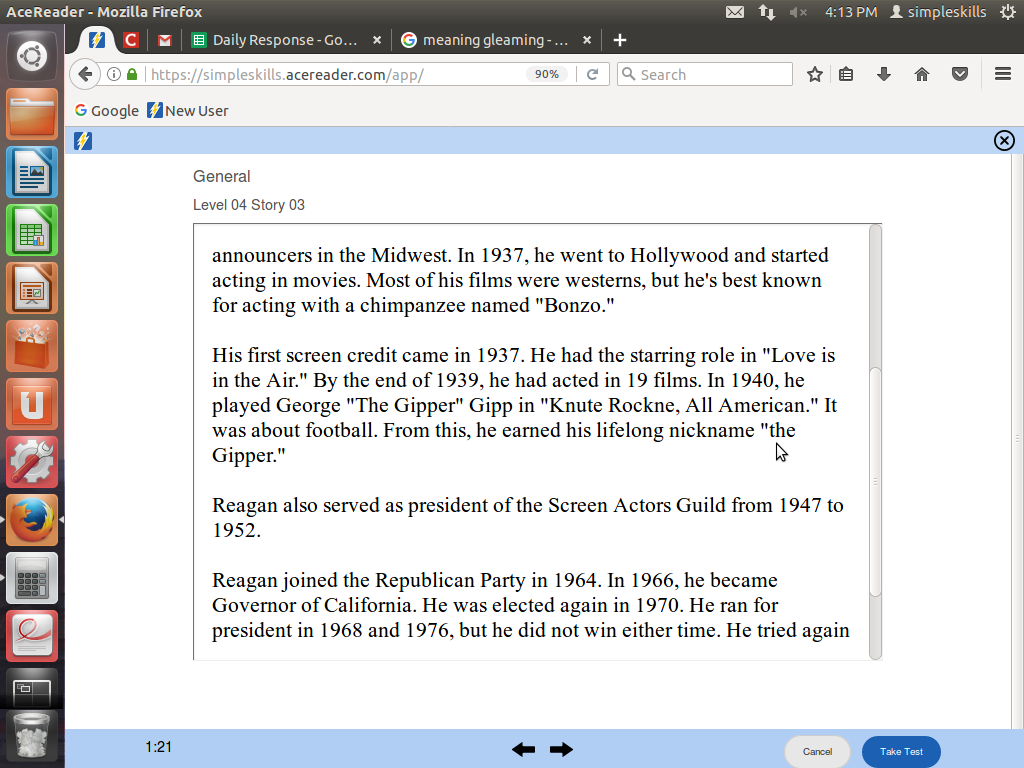 AceReader - Mozilla Firefox
4:13 PM simpleskills
C
Daily Response - Go... ×
G meaning gleaming - ... ×
https://simpleskills.acereader.com/app/
90%
Search
G Google
New User
General
Level 04 Story 03
announcers in the Midwest. In 1937, he went to Hollywood and started
acting in movies. Most of his films were westerns, but he's best known
for acting with a chimpanzee named "Bonzo."
His first screen credit came in 1937. He had the starring role in "Love is
in the Air." By the end of 1939, he had acted in 19 films. In 1940, he
played George "The Gipper" Gipp in "Knute Rockne, All American." It
was about football. From this, he earned his lifelong nickname "the
Gipper."
Reagan also served as president of the Screen Actors Guild from 1947 to
1952.
Reagan joined the Republican Party in 1964. In 1966, he became
Governor of California. He was elected again in 1970. He ran for
president in 1968 and 1976, but he did not win either time. He tried again
1:21
Cancel
Take Test